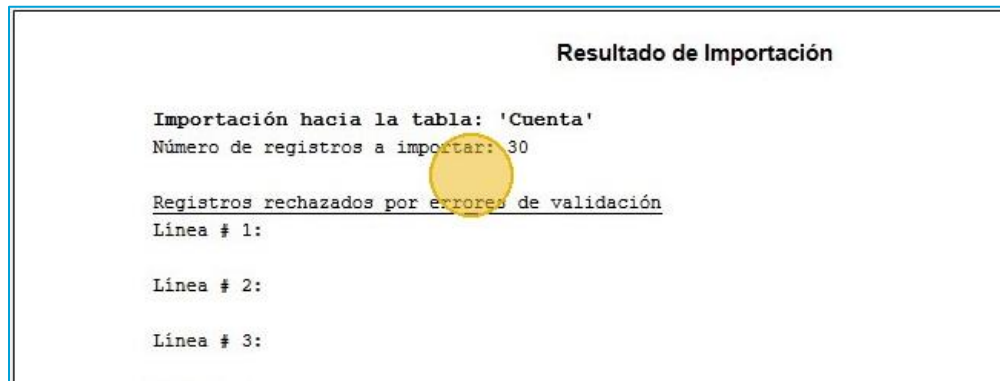 Resultado de Importación
Importación hacia la tabla: 'Cuenta'
Número de registros a importar: 30
Registros rechazados por errores de validación
Línea # 1:
Línea # 2:
Línea # 3: